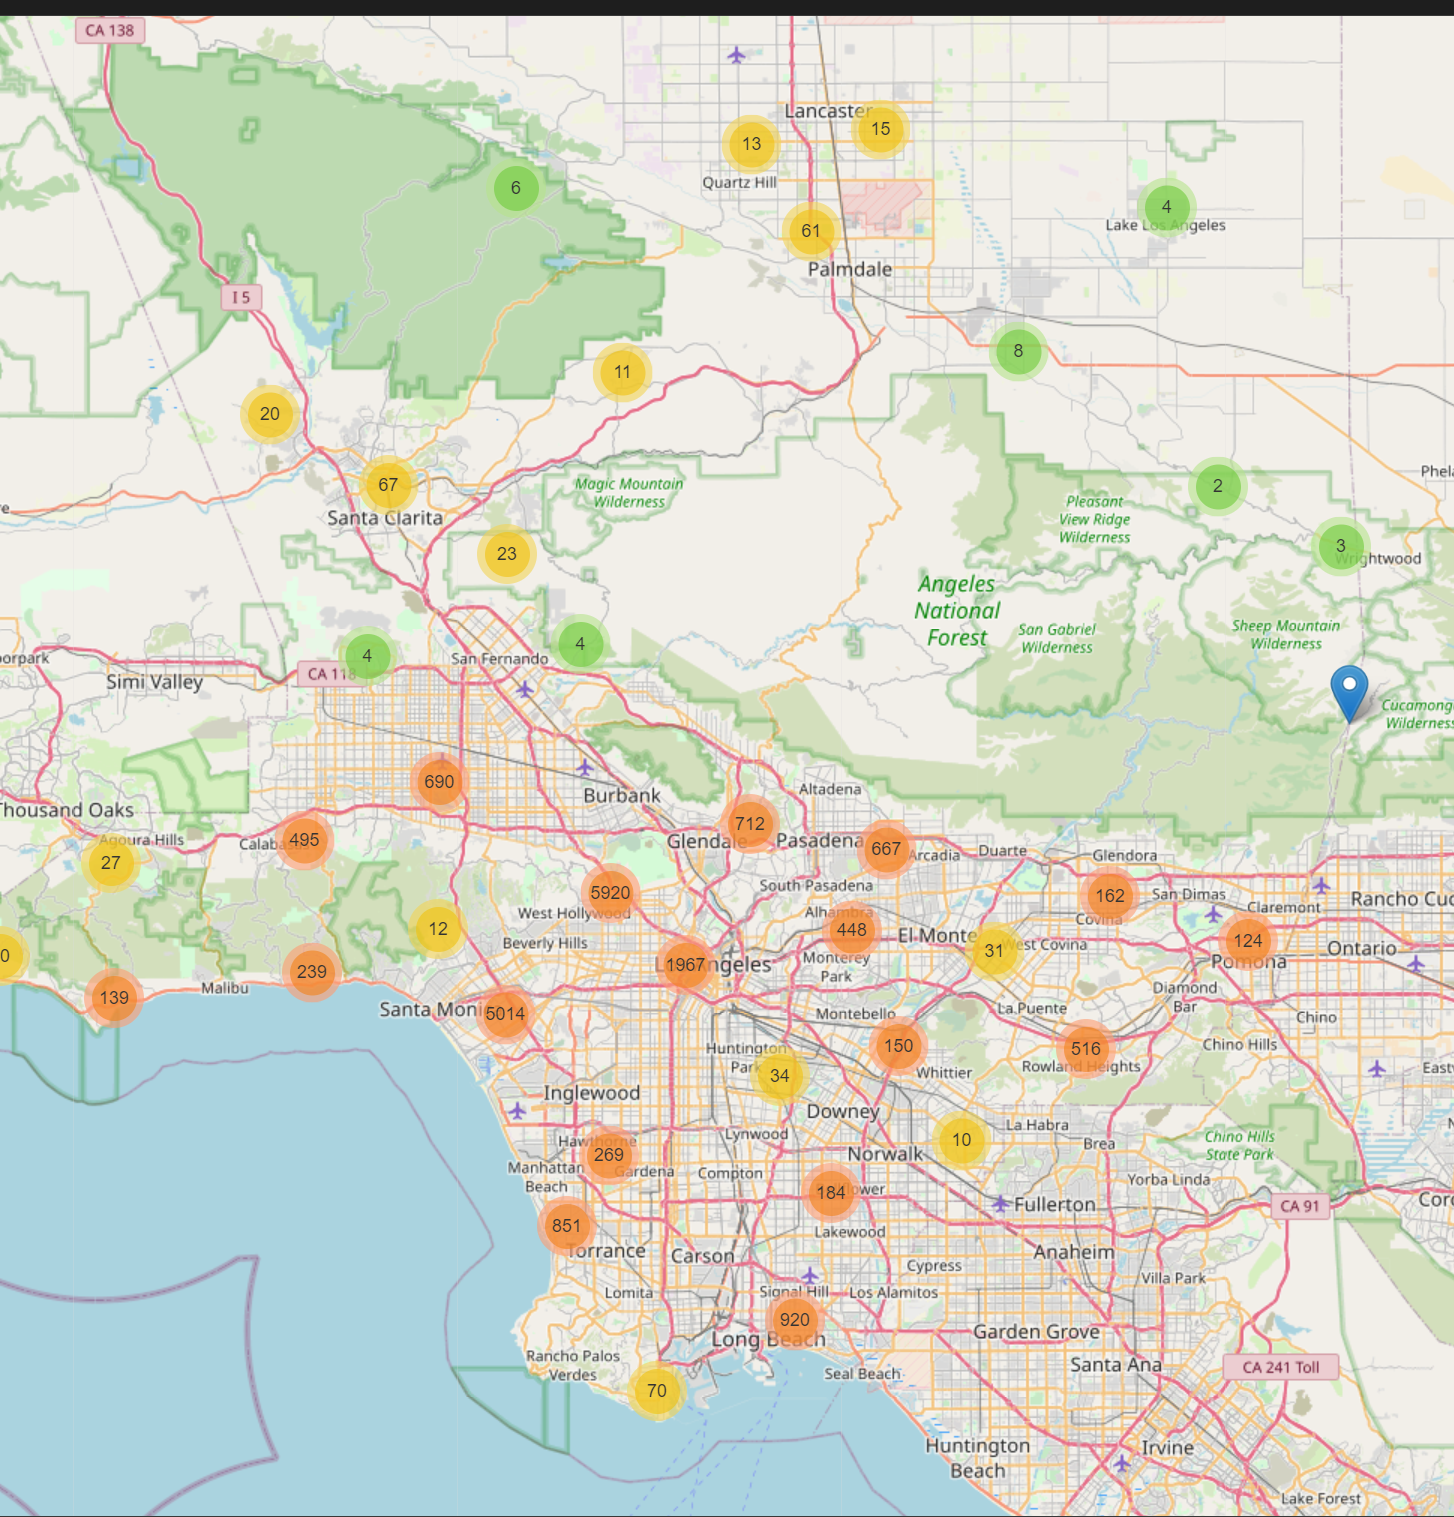 CA 138
Lancaster
15
13
Quartz Hill
6
4
Lake Los Angeles
61
Palmdale
I 5
8
11
20
Phela
67
Magic Mountain
Wilderness
2
Santa Clarita
Pleasant
View Ridge
Wilderness
23
3
Wrightwood
Angeles
National
Forest
San Gabriel
Wilderness
Sheep Mountain
Wilderness
4
4
San Fernando
CA 118
Simi Valley
orpark
Cucamonga
Wilderness
690
Burbank
Altadena
Thousand Oaks
712
Glendale
Pasadena
Agoura Hills
Calabas
495
667
Arcadia
Duarte
Glendora
27
South Pasadena
5920
162
San Dimas
Claremont
Rancho Cuc
West Hollywood
Alhambra
Covina
12
448
El Monte
Beverly Hills
31
West Covina
124
Ontario
0
1967
Los Angeles
Monterey
Park
Pomona
239
Malibu
139
Diamond
Bar
Santa Moni
5014
Montebello
La Puente
Chino
Huntington
Park
150
516
Chino Hills
34
Whittier
Rowland Heights
East
Inglewood
Downey
Lynwood
10
La Habra
Brea
Chino Hills
State Park
Hawthorne
269
Norwalk
Manhattan
Beach
Gardena
Compton
Yorba Linda
184
ower
Fullerton
CA 91
Coro
851
Torrance
Carson
Lakewood
Anaheim
Cypress
Villa Park
Lomita
Signal Hill
Los Alamitos
920
Long Beach
Garden Grove
Rancho Palos
Verdes
Santa Ana
CA 241 Toll
70
Seal Beach
Huntington
Beach
Irvine
Lake Forest